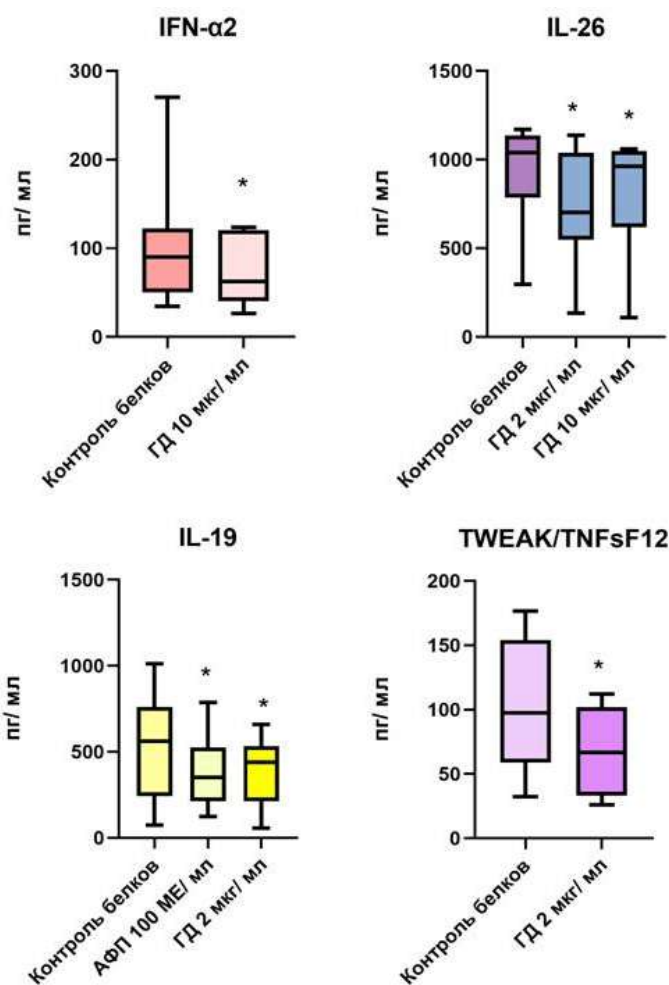 IFN-α2
300
200
100
0
пг/ мл
*
Контроль белков
ГД 10 мкг/ мл
IL-26
1500
1000
500
0
пг/ мл
*
*
Контроль белков
ГД 2 мкг/ мл
ГД 10 мкг/ мл
IL-19
1500
1000
500
0
пг/ мл
*
*
Контроль белков
АФП 100 МЕ/ мл
ГД 2 мкг/ мл
TWEAK/TNFsF12
200
150
100
50
0
пг/ мл
*
Контроль белков
ГД 2 мкг/ мл